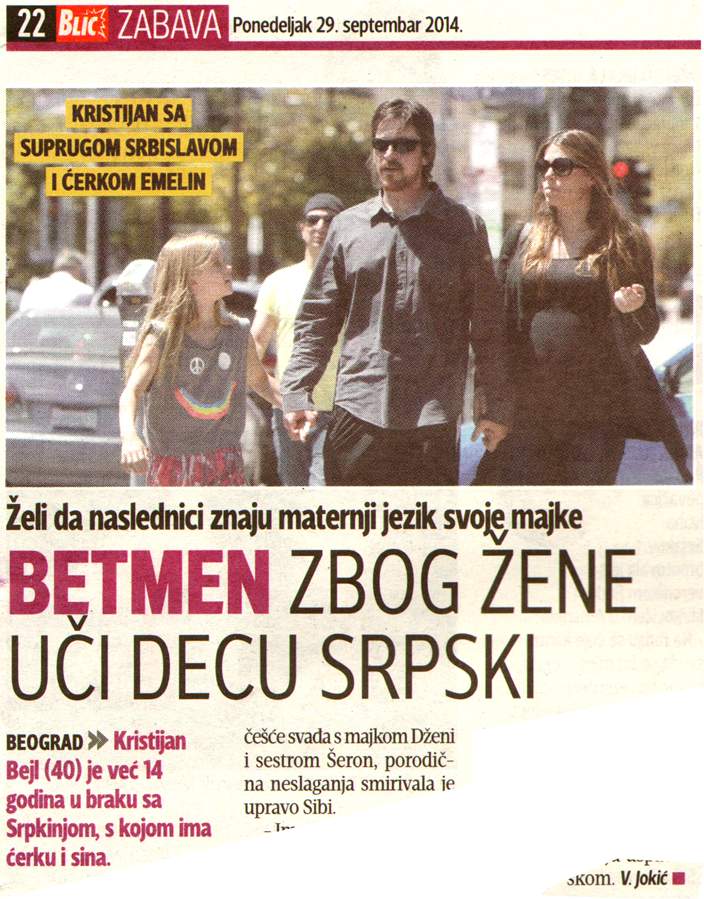 22 BLIC ZABAVA Ponedeljak 29. septembar 2014.
KRISTIJAN SA
SUPRUGOM SRBISLAVOM
I ĆERKOM EMELIN
Želi da naslednici znaju maternji jezik svoje majke
BETMEN ZBOG ŽENE
UČI DECU SRPSKI
BEOGRAD >> Kristijan
Bejl (40) je već 14
godina u braku sa
Srpkinjom, s kojom ima
ćerku i sina.
češće svađa s majkom Dženi
i sestrom Šeron, porodič-
na neslaganja smirivala je
upravo Sibi.
skom. V. Jokić